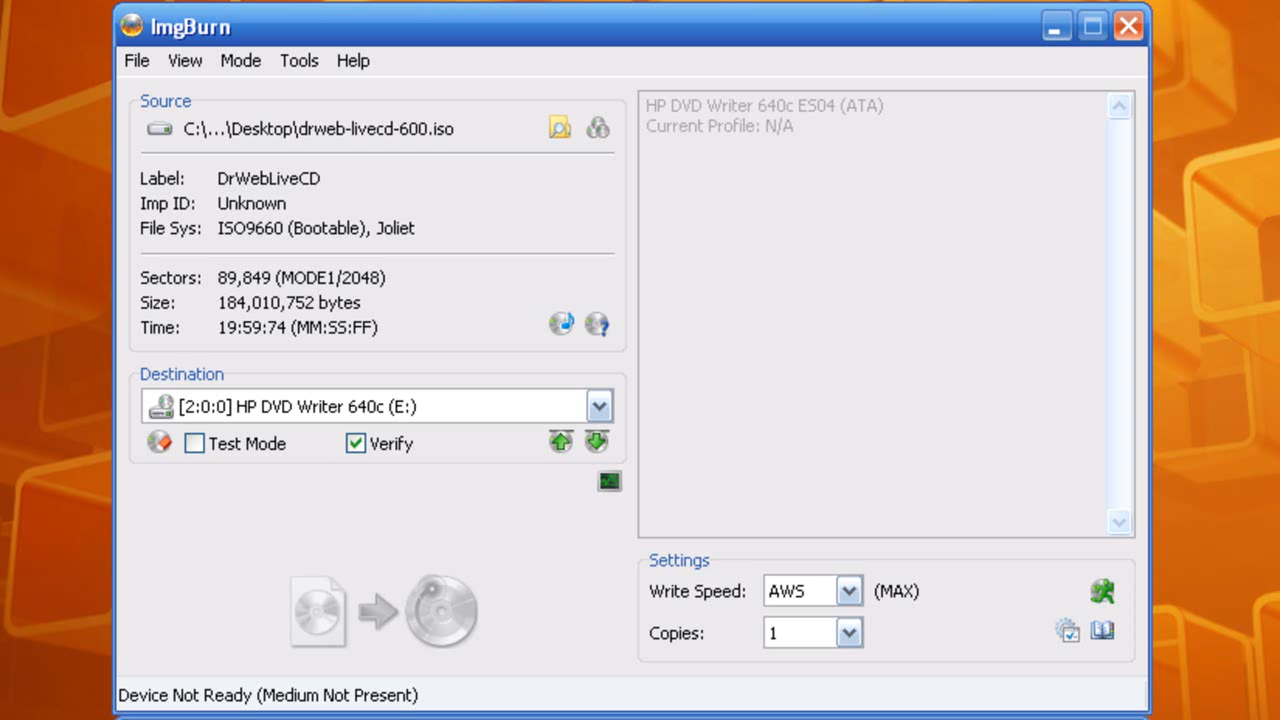 ImgBurn
File View Mode Tools Help
Source
C:\...\Desktop\drweb-livecd-600.iso
Label: DrWebLiveCD
Imp ID: Unknown
File Sys: ISO9660 (Bootable), Joliet
Sectors: 89,849 (MODE1/2048)
Size: 184,010,752 bytes
Time: 19:59:74 (MM:SS:FF)
Destination
[2:0:0] HP DVD Writer 640c (E:)
Test Mode Verify
HP DVD Writer 640c ES04 (ATA)
Current Profile: N/A
Settings
Write Speed: AWS (MAX)
Copies: 1
Device Not Ready (Medium Not Present)